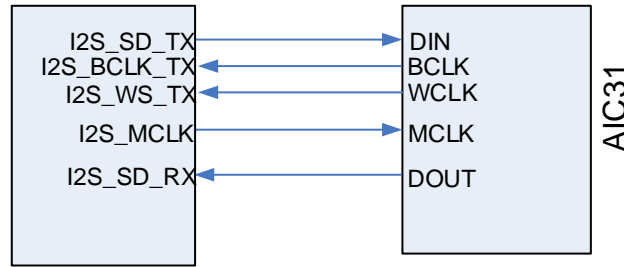 I2S_SD_TX
I2S_BCLK_TX
I2S_WS_TX
I2S_MCLK
I2S_SD_RX
DIN
BCLK
WCLK
MCLK
DOUT
AIC31